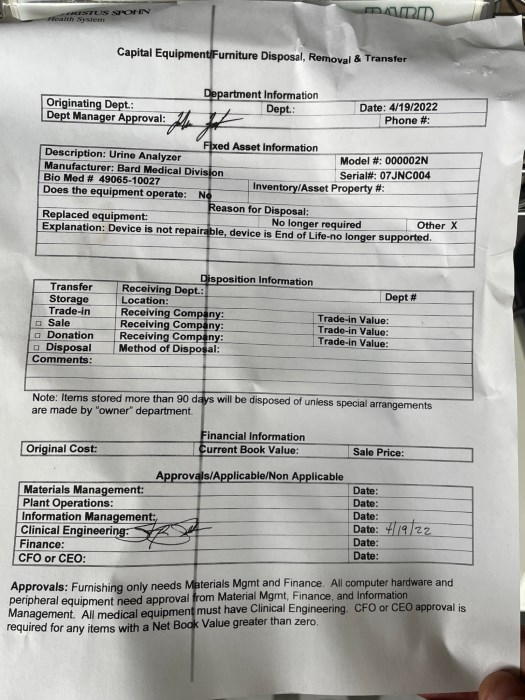 CHRISTUS SPOHN
Health System
BARD
Capital Equipment/Furniture Disposal, Removal & Transfer
Department Information
Originating Dept.: Dept.: Date: 4/19/2022
Dept Manager Approval: Phone #:
Fixed Asset Information
Description: Urine Analyzer Model #: 000002N
Manufacturer: Bard Medical Division Serial#: 07JNC004
Bio Med # 49065-10027 Inventory/Asset Property #:
Does the equipment operate: No
Reason for Disposal:
Replaced equipment: No longer required Other X
Explanation: Device is not repairable, device is End of Life-no longer supported.
Disposition Information
Transfer Receiving Dept.: Dept #
Storage Location:
Trade-in Receiving Company: Trade-in Value:
Sale Receiving Company: Trade-in Value:
Donation Receiving Company: Trade-in Value:
Disposal Method of Disposal:
Comments:
Note: Items stored more than 90 days will be disposed of unless special arrangements
are made by "owner" department.
Financial Information
Original Cost: Current Book Value: Sale Price:
Approvals/Applicable/Non Applicable
Materials Management: Date:
Plant Operations: Date:
Information Management: Date:
Clinical Engineering: Date: 4/19/22
Finance: Date:
CFO or CEO: Date:
Approvals: Furnishing only needs Materials Mgmt and Finance. All computer hardware and
peripheral equipment need approval from Material Mgmt, Finance, and Information
Management. All medical equipment must have Clinical Engineering. CFO or CEO approval is
required for any items with a Net Book Value greater than zero.